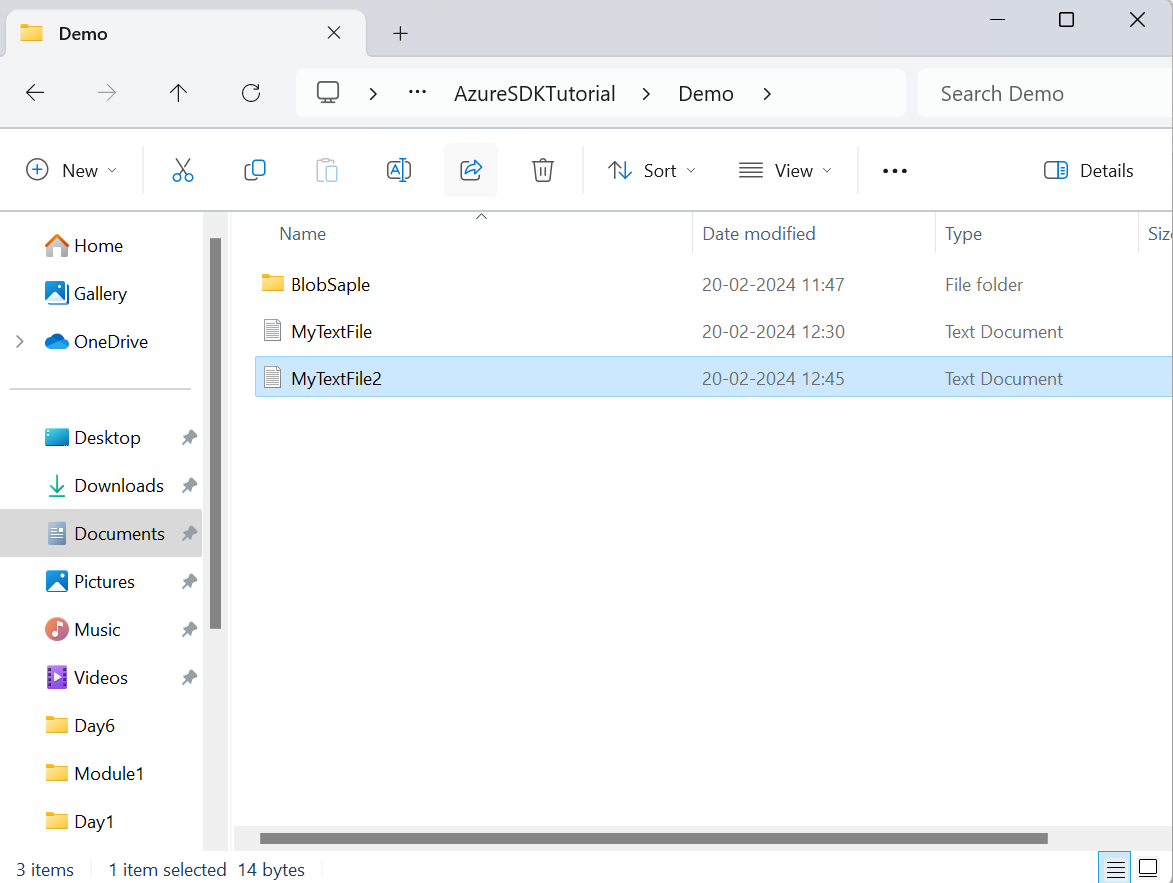 Demo
AzureSDKTutorial Demo Search Demo
New Sort View Details
Name Date modified Type
Home
Gallery
OneDrive
Desktop
Downloads
Documents
Pictures
Music
Videos
Day6
Module1
Day1
BlobSaple 20-02-2024 11:47 File folder
MyTextFile 20-02-2024 12:30 Text Document
MyTextFile2 20-02-2024 12:45 Text Document
3 items 1 item selected 14 bytes